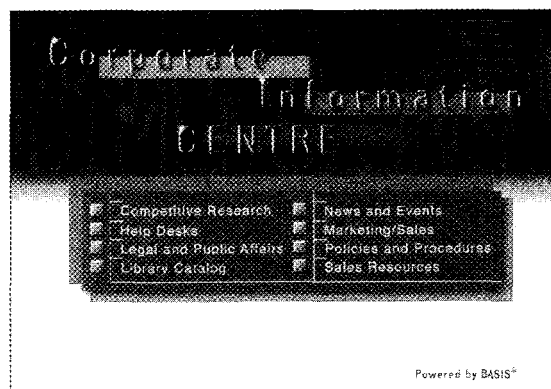 Corporate
Information
CENTRE
Competitive Research
Help Desks
Legal and Public Affairs
Library Catalog
News and Events
Marketing/Sales
Policies and Procedures
Sales Resources
Powered by BASIS